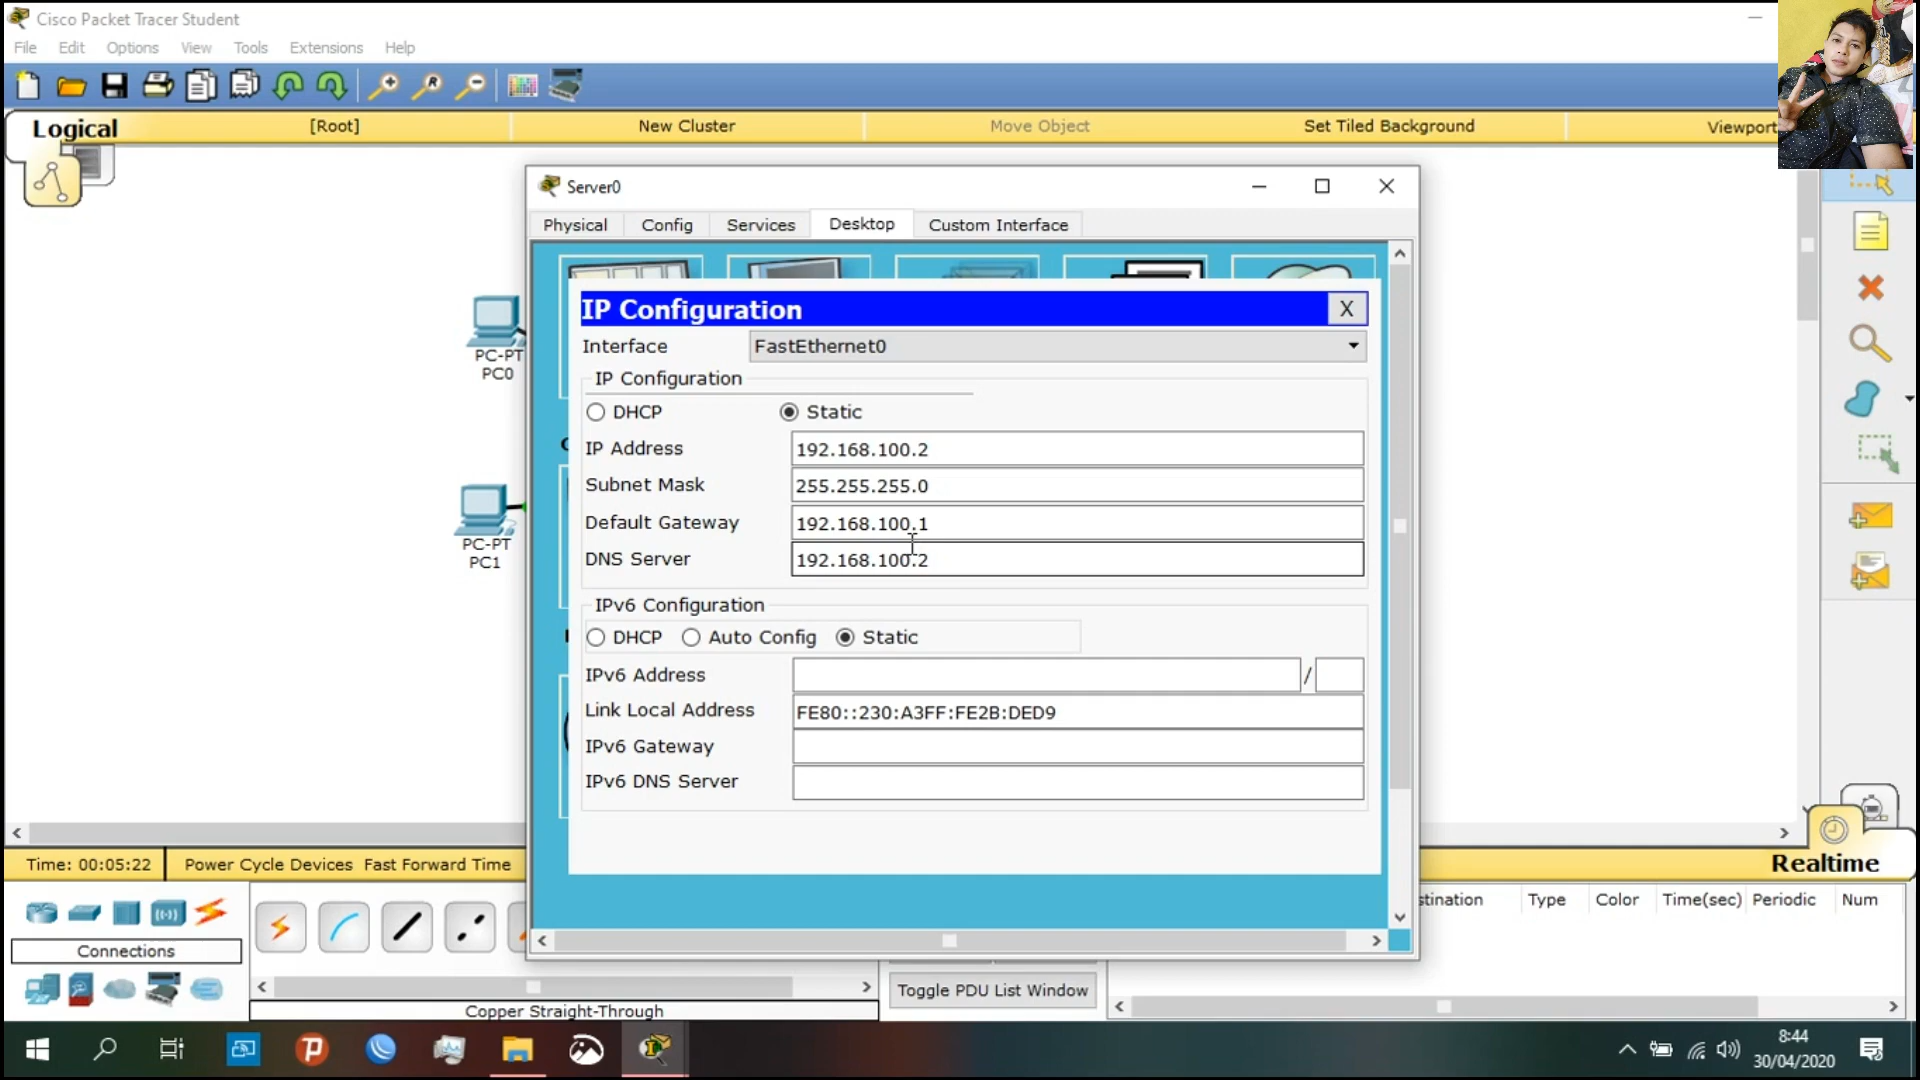 Cisco Packet Tracer Student
File Edit Options View Tools Extensions Help
Logical [Root] New Cluster Move Object Set Tiled Background Viewport
Server0
Physical Config Services Desktop Custom Interface
IP Configuration X
Interface FastEthernet0
IP Configuration
DHCP Static
IP Address 192.168.100.2
Subnet Mask 255.255.255.0
Default Gateway 192.168.100.1
DNS Server 192.168.100.2
IPv6 Configuration
DHCP Auto Config Static
IPv6 Address /
Link Local Address FE80::230:A3FF:FE2B:DED9
IPv6 Gateway
IPv6 DNS Server
PC-PT
PC0
PC-PT
PC1
Time: 00:05:22 Power Cycle Devices Fast Forward Time Realtime
stination Type Color Time(sec) Periodic Num
Connections
Toggle PDU List Window
Copper Straight-Through
8:44
30/04/2020